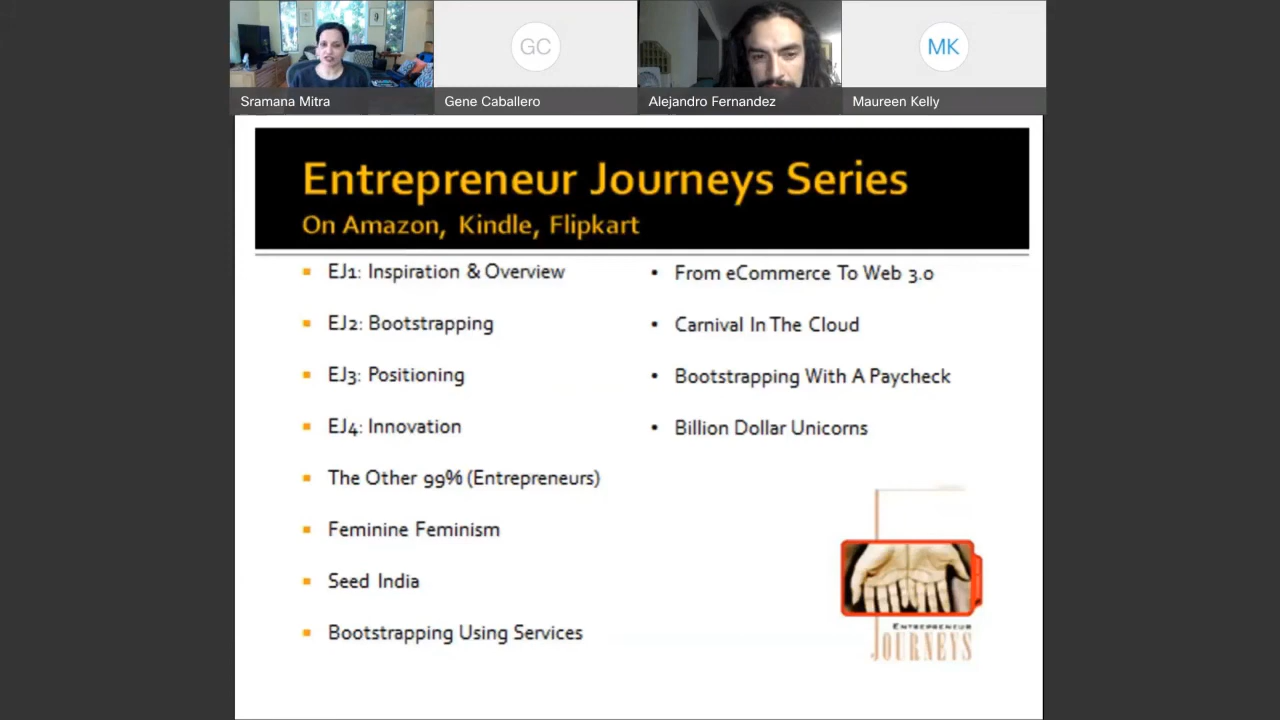 GC
MK
Sramana Mitra
Gene Caballero
Alejandro Fernandez
Maureen Kelly
Entrepreneur Journeys Series
On Amazon, Kindle, Flipkart
EJ1: Inspiration & Overview
EJ2: Bootstrapping
EJ3: Positioning
EJ4: Innovation
The Other 99% (Entrepreneurs)
Feminine Feminism
Seed India
Bootstrapping Using Services
From eCommerce To Web 3.0
Carnival In The Cloud
Bootstrapping With A Paycheck
Billion Dollar Unicorns
ENTREPRENEUR
JOURNEYS